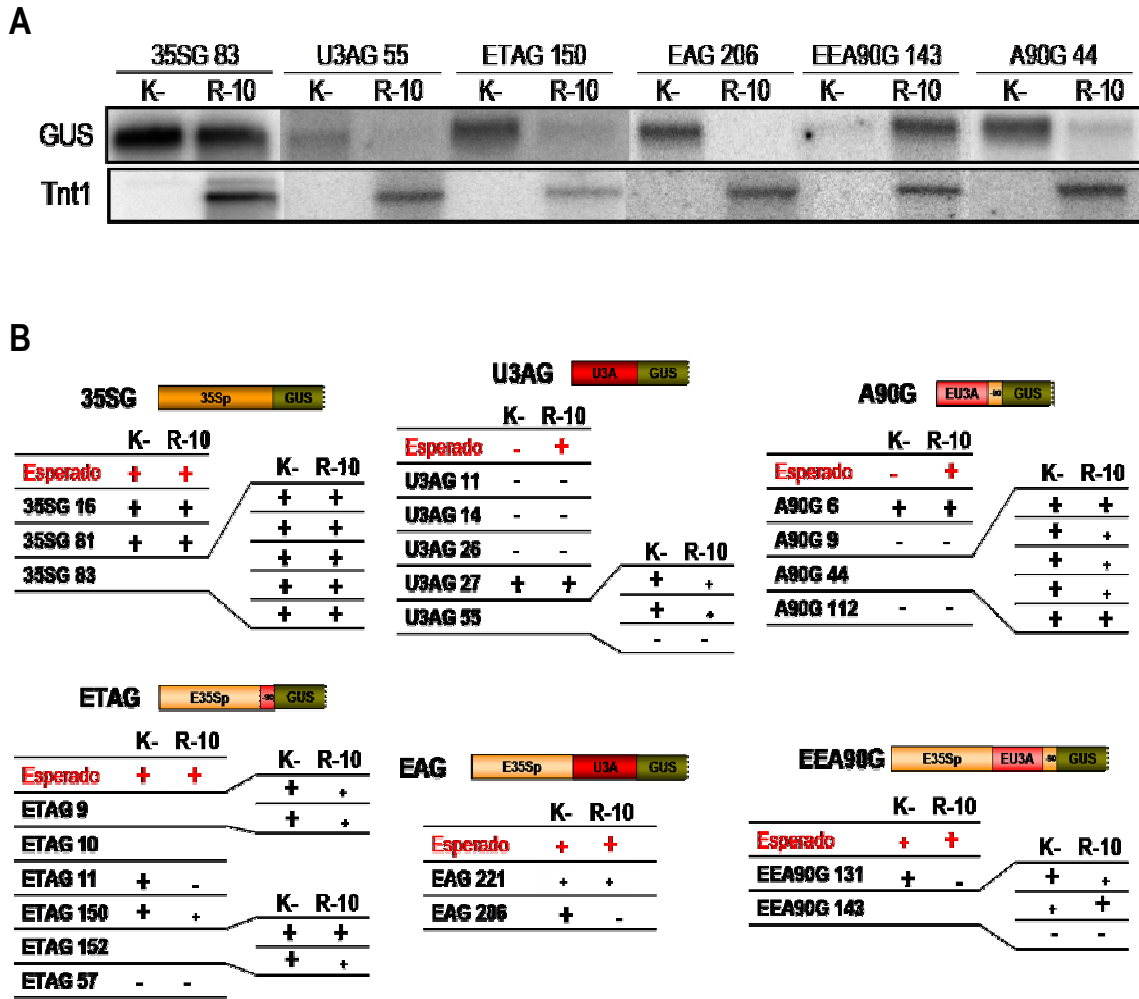 A
35SG 83 U3AG 55 ETAG 150 EAG 206 EEA90G 143 A90G 44
K- R-10 K- R-10 K- R-10 K- R-10 K- R-10 K- R-10
GUS
Tnt1
B
35SG 35Sp GUS
K- R-10
Esperado + +
35SG 16 + +
35SG 81 + +
35SG 83
K- R-10
+ +
+ +
+ +
+ +
+ +
U3AG U3A GUS
K- R-10
Esperado - +
U3AG 11 - -
U3AG 14 - -
U3AG 26 - -
U3AG 27 + +
U3AG 55
K- R-10
+ +
+ +
- -
A90G EU3A -90 GUS
K- R-10
Esperado - +
A90G 6 + +
A90G 9 - -
A90G 44
A90G 112 - -
K- R-10
+ +
+ +
+ +
+ +
+ +
ETAG E35Sp -90 GUS
K- R-10
Esperado + +
ETAG 9
ETAG 10
ETAG 11 + -
ETAG 150 + +
ETAG 152
ETAG 57 - -
K- R-10
+ +
+ +
K- R-10
+ +
+ +
EAG E35Sp U3A GUS
K- R-10
Esperado + +
EAG 221 + +
EAG 206 + -
EEA90G E35Sp EU3A -90 GUS
K- R-10
Esperado + +
EEA90G 131 + -
EEA90G 143
K- R-10
+ +
+ +
- -